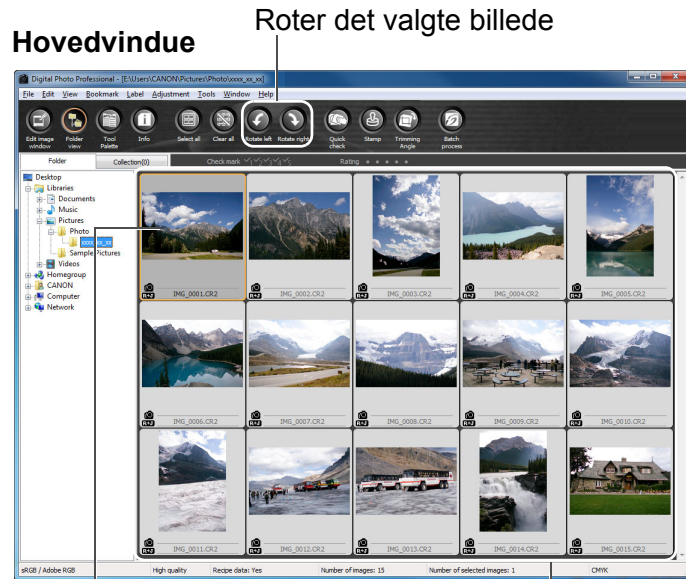 Roter det valgte billede
Hovedvindue
Digital Photo Professional - [E:\Users\CANON\Pictures\Photo\xxxx_xx_xx]
File Edit View Bookmark Label Adjustment Tools Window Help
Edit image window
Folder view
Tool Palette
Info
Select all
Clear all
Rotate left
Rotate right
Quick check
Stamp
Trimming Angle
Batch process
Folder
Collection(0)
Check mark 1 2 3 4 5
Rating
Desktop
Libraries
Documents
Music
Pictures
Photo
xxxx_xx_xx
Sample Pictures
Videos
Homegroup
CANON
Computer
Network
R+J IMG_0001.CR2
R+J IMG_0002.CR2
R+J IMG_0003.CR2
R+J IMG_0004.CR2
R+J IMG_0005.CR2
R+J IMG_0006.CR2
R+J IMG_0007.CR2
R+J IMG_0008.CR2
R+J IMG_0009.CR2
R+J IMG_0010.CR2
R+J IMG_0011.CR2
R+J IMG_0012.CR2
R+J IMG_0013.CR2
R+J IMG_0014.CR2
R+J IMG_0015.CR2
sRGB / Adobe RGB
High quality
Recipe data: Yes
Number of images: 15
Number of selected images: 1
CMYK